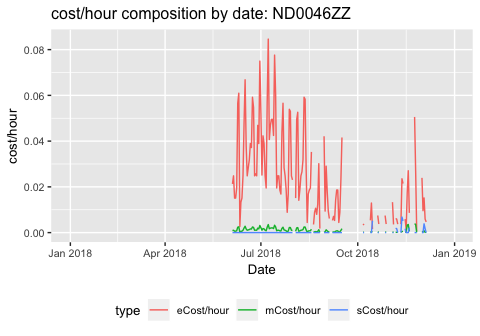 cost/hour composition by date: ND0046ZZ
cost/hour
0.08
0.06
0.04
0.02
0.00
Jan 2018 Apr 2018 Jul 2018 Oct 2018 Jan 2019
Date
type eCost/hour mCost/hour sCost/hour